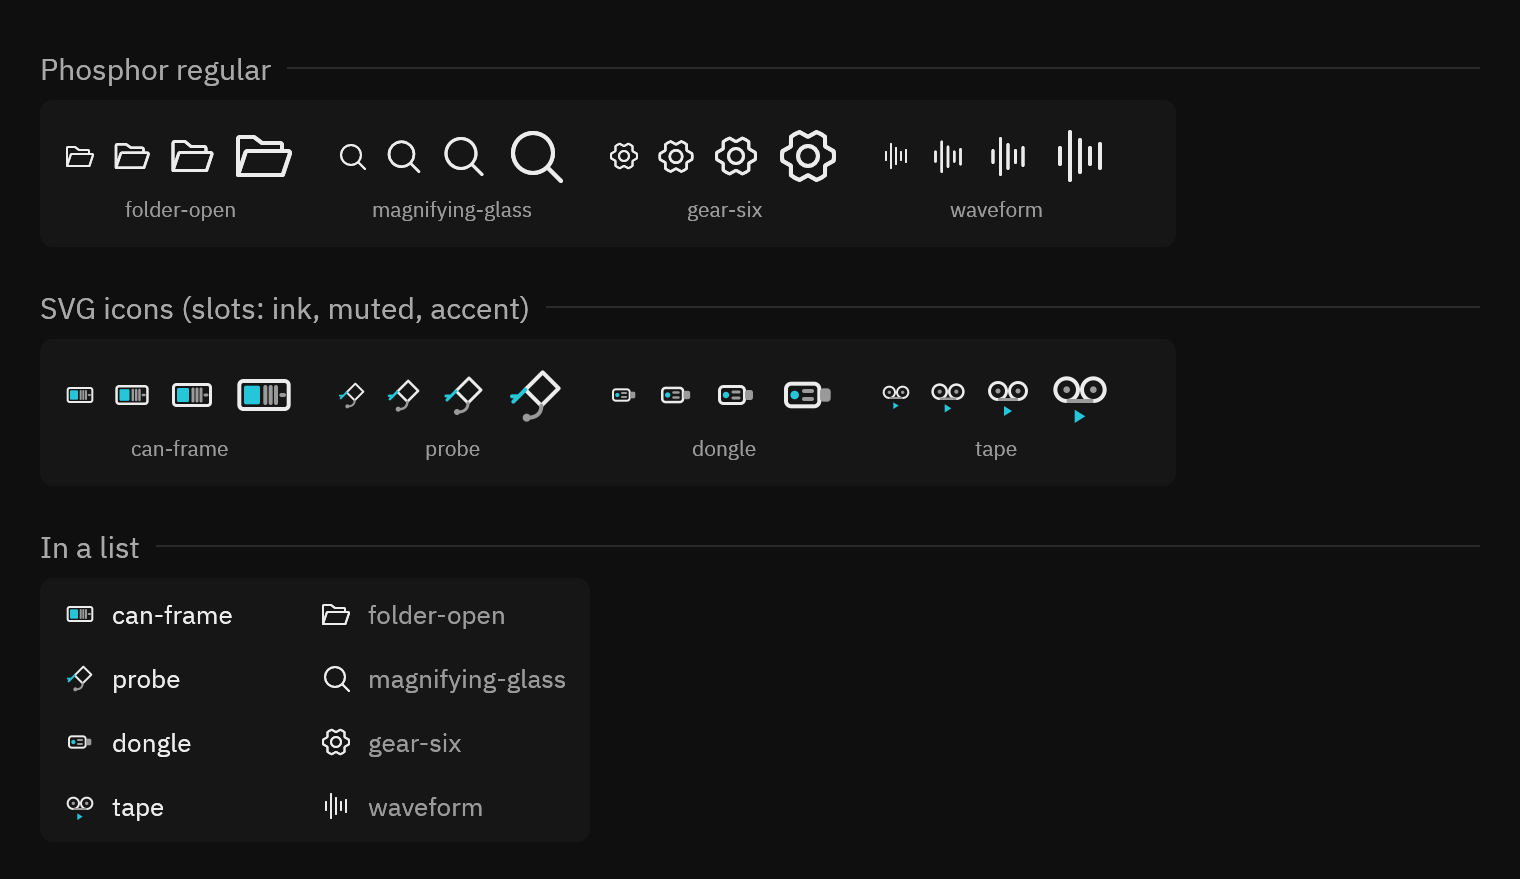 Phosphor regular
folder-open magnifying-glass gear-six waveform
SVG icons (slots: ink, muted, accent)
can-frame probe dongle tape
In a list
can-frame folder-open
probe magnifying-glass
dongle gear-six
tape waveform